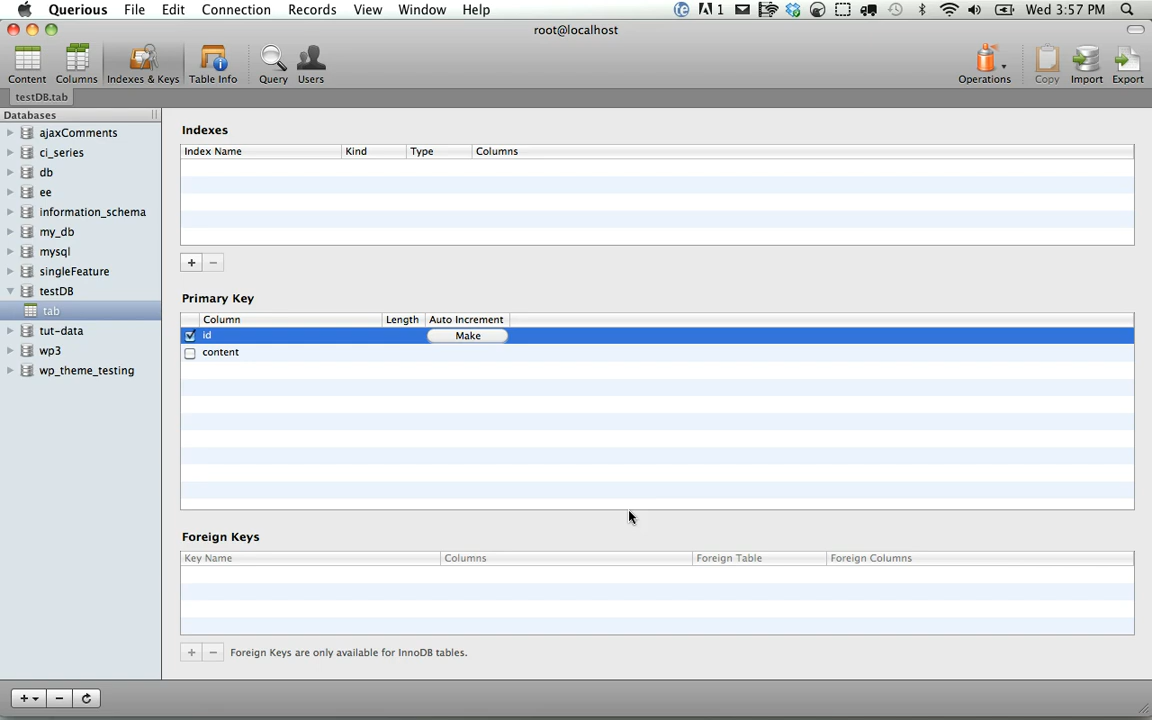 Querious File Edit Connection Records View Window Help 1 Wed 3:57 PM
root@localhost
Content Columns Indexes & Keys Table Info Query Users Operations Copy Import Export
testDB.tab
Databases
ajaxComments
ci_series
db
ee
information_schema
my_db
mysql
singleFeature
testDB
tab
tut-data
wp3
wp_theme_testing
Indexes
Index Name Kind Type Columns
Primary Key
Column Length Auto Increment
id Make
content
Foreign Keys
Key Name Columns Foreign Table Foreign Columns
Foreign Keys are only available for InnoDB tables.